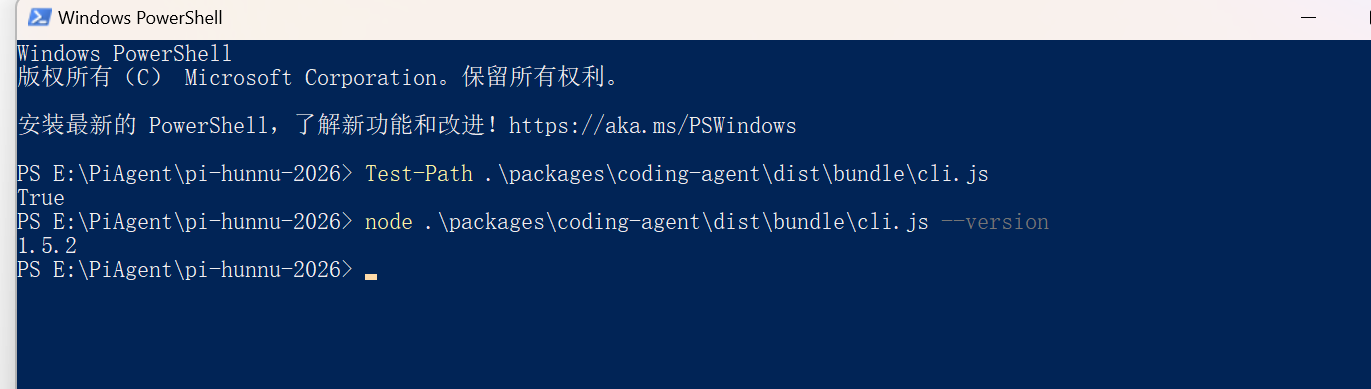 Windows PowerShell
Windows PowerShell
版权所有（C） Microsoft Corporation。保留所有权利。
安装最新的 PowerShell，了解新功能和改进！https://aka.ms/PSWindows
PS E:\PiAgent\pi-hunnu-2026> Test-Path .\packages\coding-agent\dist\bundle\cli.js
True
PS E:\PiAgent\pi-hunnu-2026> node .\packages\coding-agent\dist\bundle\cli.js --version
1.5.2
PS E:\PiAgent\pi-hunnu-2026>